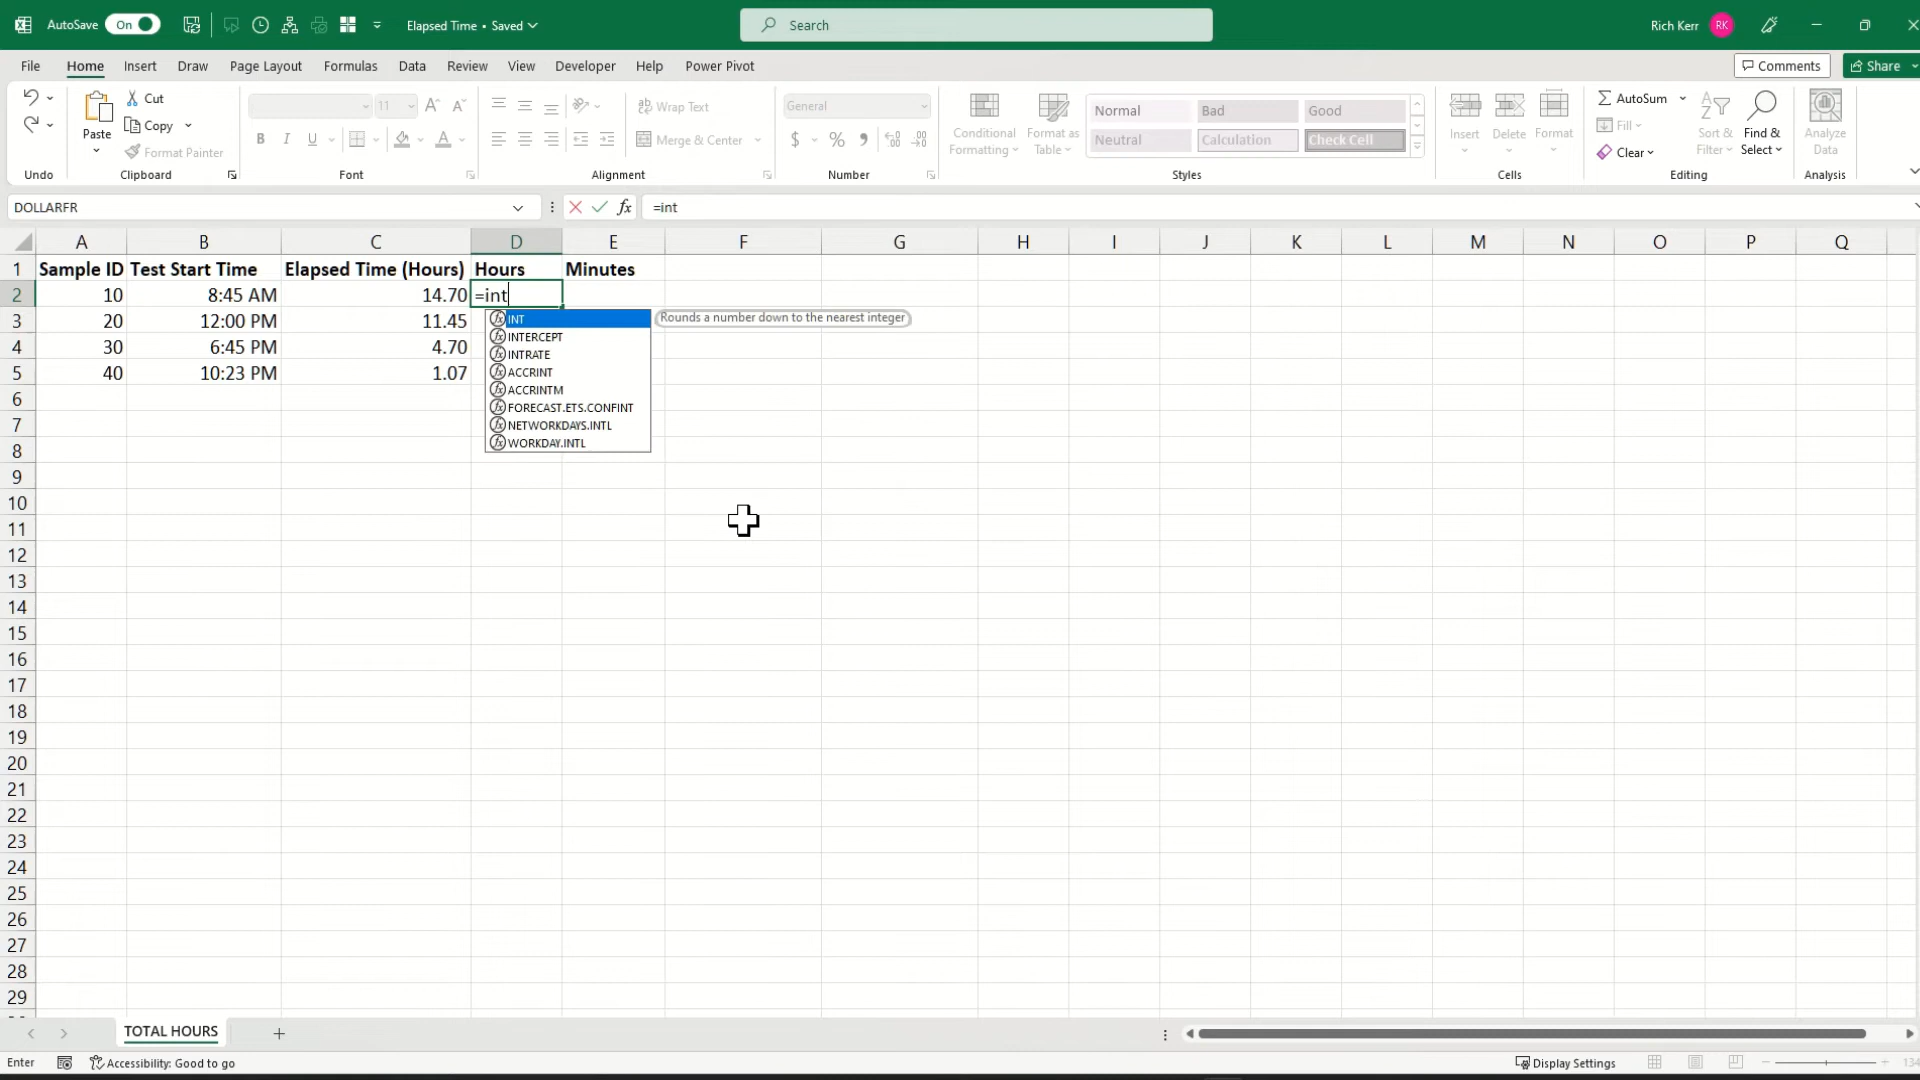 AutoSave On Elapsed Time • Saved Search Rich Kerr RK
File Home Insert Draw Page Layout Formulas Data Review View Developer Help Power Pivot Comments Share
Undo
Paste
Cut
Copy
Format Painter
Clipboard
11
B I U
Font
Wrap Text
Merge & Center
Alignment
General
$ % ,
Number
Conditional Formatting
Format as Table
Normal Bad Good
Neutral Calculation Check Cell
Styles
Insert Delete Format
Cells
AutoSum
Fill
Clear
Sort & Filter
Find & Select
Editing
Analyze Data
Analysis
DOLLARFR fx =int
A B C D E F G H I J K L M N O P Q
1 Sample ID Test Start Time Elapsed Time (Hours) Hours Minutes
2 10 8:45 AM 14.70 =int
3 20 12:00 PM 11.45
4 30 6:45 PM 4.70
5 40 10:23 PM 1.07
INT Rounds a number down to the nearest integer
INTERCEPT
INTRATE
ACCRINT
ACCRINTM
FORECAST.ETS.CONFINT
NETWORKDAYS.INTL
WORKDAY.INTL
6
7
8
9
10
11
12
13
14
15
16
17
18
19
20
21
22
23
24
25
26
27
28
29
TOTAL HOURS
Enter Accessibility: Good to go Display Settings